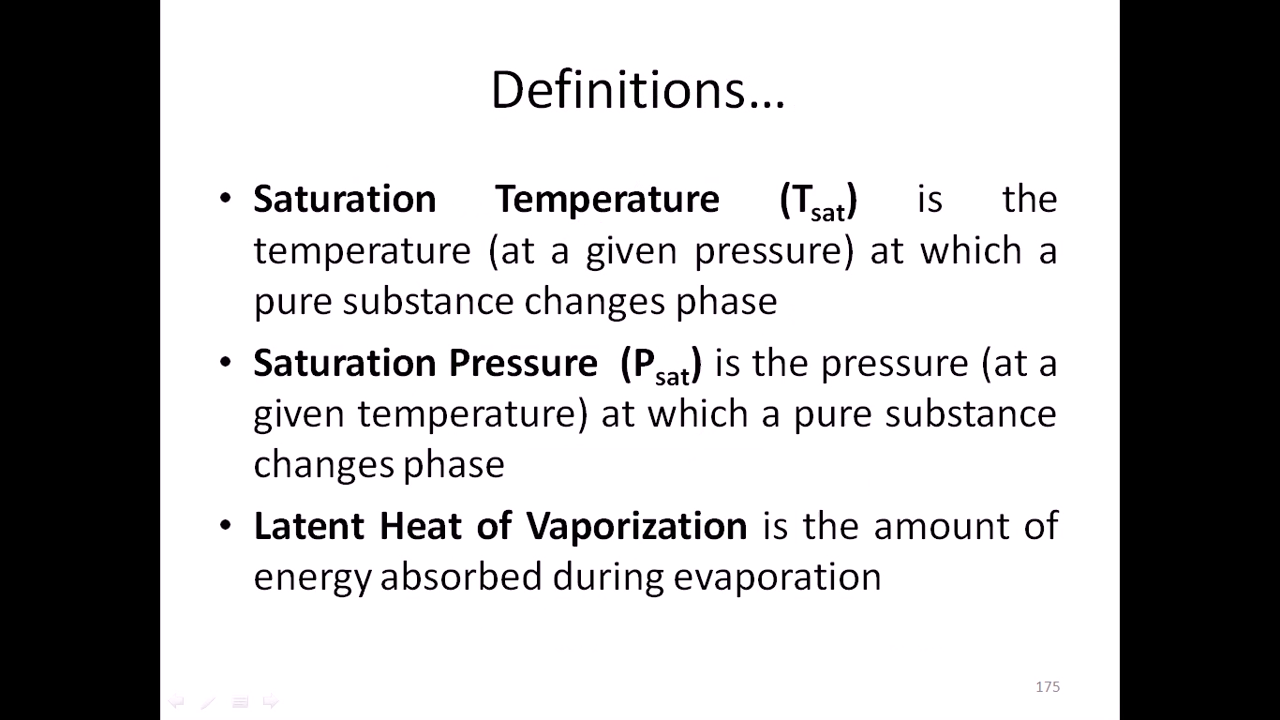 Definitions...
• Saturation Temperature (Tsat) is the
temperature (at a given pressure) at which a
pure substance changes phase
• Saturation Pressure (Psat) is the pressure (at a
given temperature) at which a pure substance
changes phase
• Latent Heat of Vaporization is the amount of
energy absorbed during evaporation
175